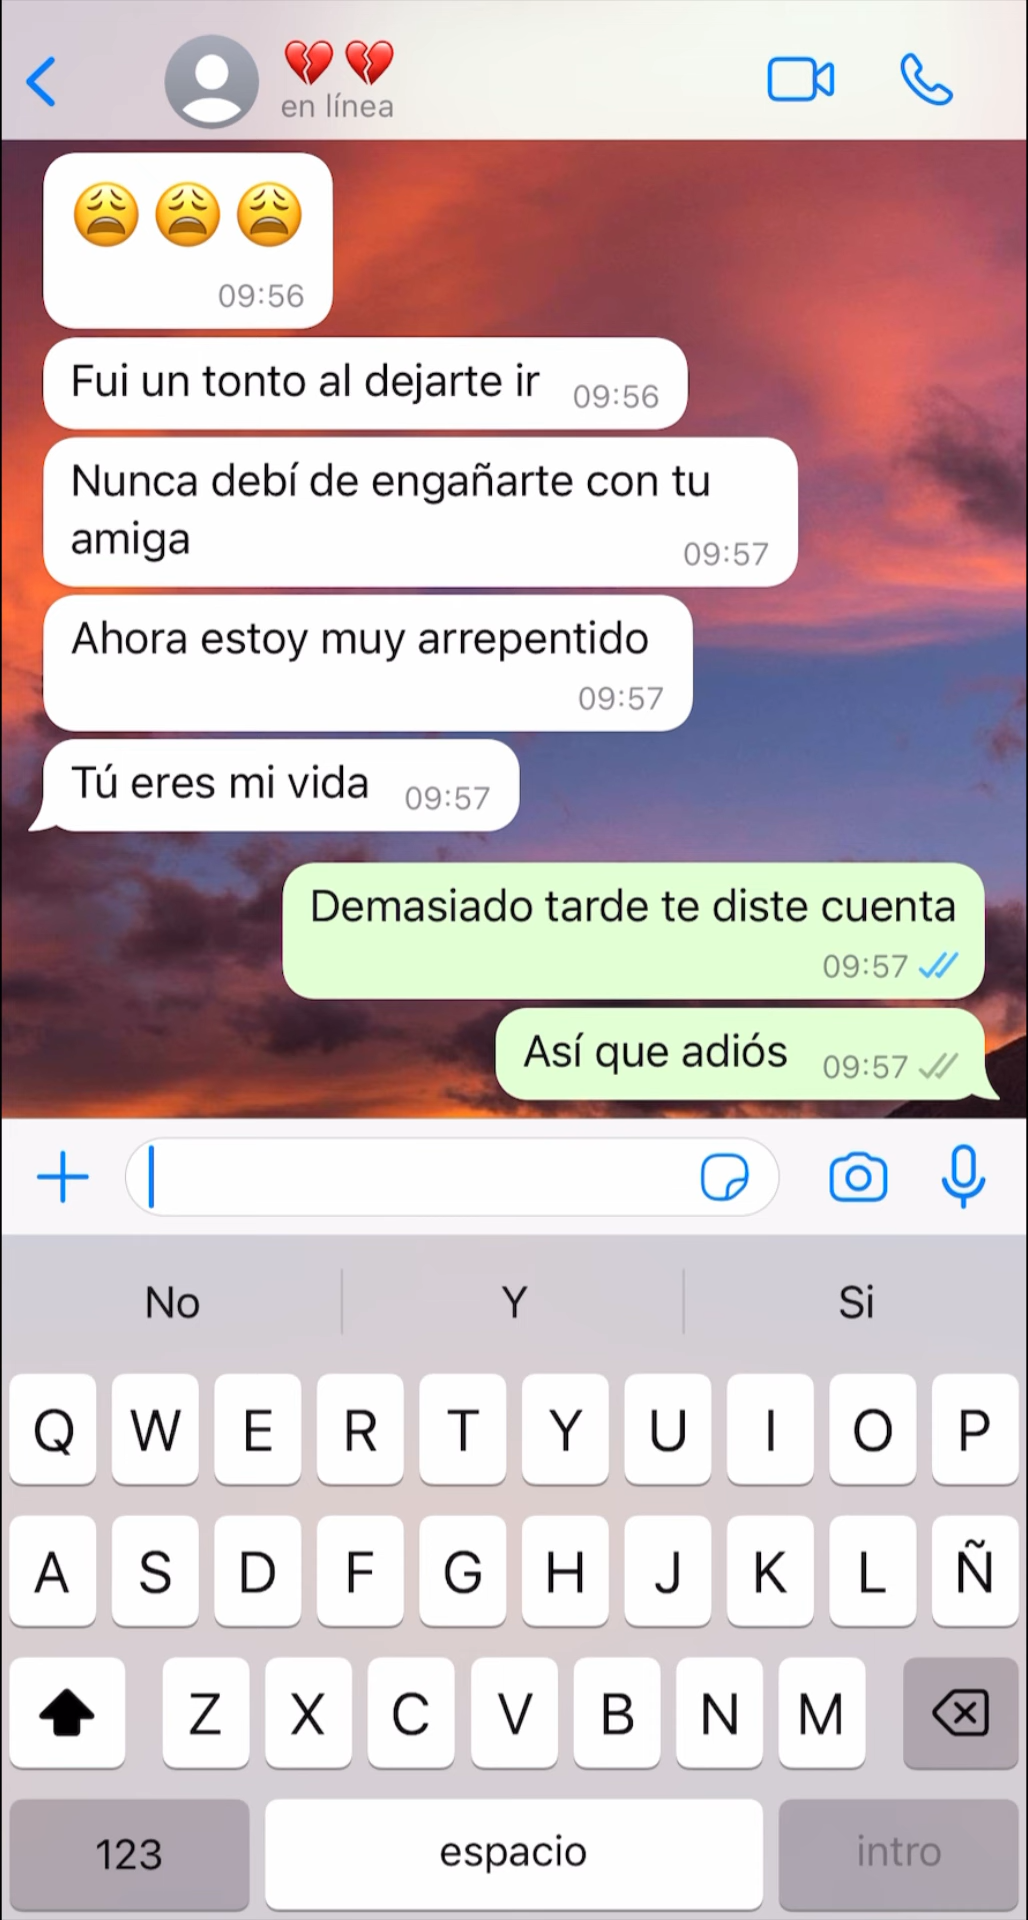 💔💔
en línea
😩😩😩
09:56
Fui un tonto al dejarte ir 09:56
Nunca debí de engañarte con tu
amiga 09:57
Ahora estoy muy arrepentido
09:57
Tú eres mi vida 09:57
Demasiado tarde te diste cuenta
09:57
Así que adiós 09:57
No Y Si
Q W E R T Y U I O P
A S D F G H J K L Ñ
Z X C V B N M
123 espacio intro